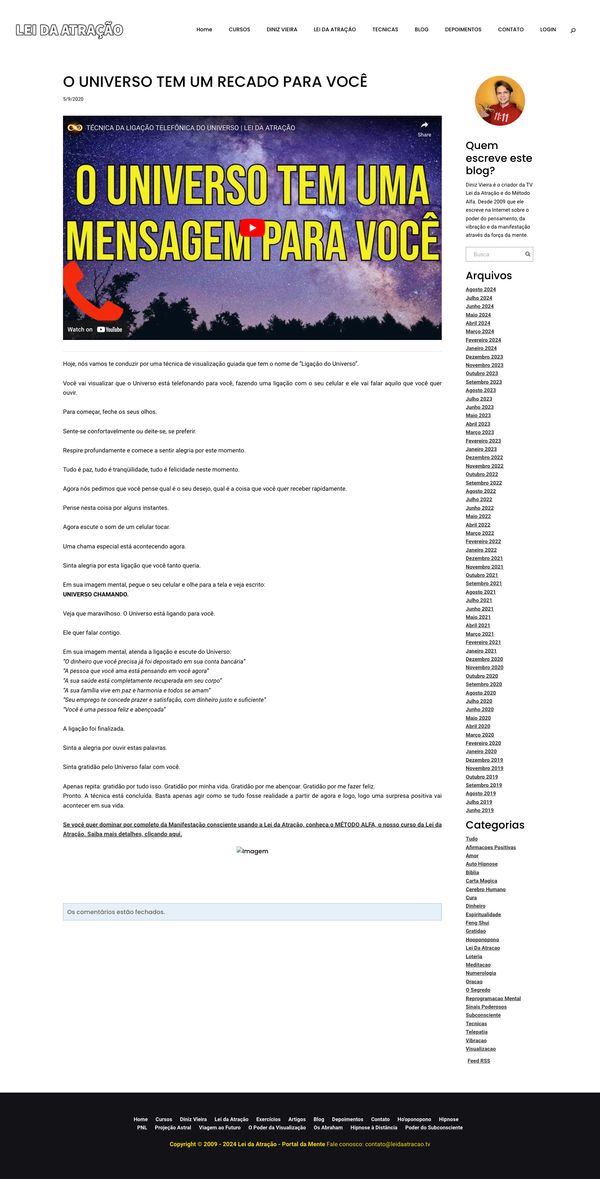 LEI DA ATRAÇÃO
Home CURSOS DINIZ VIEIRA LEI DA ATRAÇÃO TECNICAS BLOG DEPOIMENTOS CONTATO LOGIN
O UNIVERSO TEM UM RECADO PARA VOCÊ
5/9/2020
TÉCNICA DA LIGAÇÃO TELEFÔNICA DO UNIVERSO | LEI DA ATRAÇÃO
Share
O UNIVERSO TEM UMA
MENSAGEM PARA VOCÊ
Watch on YouTube
Hoje, nós vamos te conduzir por uma técnica de visualização guiada que tem o nome de "Ligação do Universo".
Você vai visualizar que o Universo está telefonando para você, fazendo uma ligação com o seu celular e ele vai falar aquilo que você quer
ouvir.
Para começar, feche os seus olhos.
Sente-se confortavelmente ou deite-se, se preferir.
Respire profundamente e comece a sentir alegria por este momento.
Tudo é paz, tudo é tranqüilidade, tudo é felicidade neste momento.
Agora nós pedimos que você pense qual é o seu desejo, qual é a coisa que você quer receber rapidamente.
Pense nesta coisa por alguns instantes.
Agora escute o som de um celular tocar.
Uma chama especial está acontecendo agora.
Sinta alegria por esta ligação que você tanto queria.
Em sua imagem mental, pegue o seu celular e olhe para a tela e veja escrito:
UNIVERSO CHAMANDO.
Veja que maravilhoso. O Universo está ligando para você.
Ele quer falar contigo.
Em sua imagem mental, atenda a ligação e escute do Universo:
"O dinheiro que você precisa já foi depositado em sua conta bancária"
"A pessoa que você ama está pensando em você agora"
"A sua saúde está completamente recuperada em seu corpo"
"A sua família vive em paz e harmonia e todos se amam"
"Seu emprego te concede prazer e satisfação, com dinheiro justo e suficiente"
"Você é uma pessoa feliz e abençoada"
A ligação foi finalizada.
Sinta a alegria por ouvir estas palavras.
Sinta gratidão pelo Universo falar com você.
Apenas repita: gratidão por tudo isso. Gratidão por minha vida. Gratidão por me abençoar. Gratidão por me fazer feliz.
Pronto. A técnica está concluída. Basta apenas agir como se tudo fosse realidade a partir de agora e logo, logo uma surpresa positiva vai
acontecer em sua vida.
Se você quer dominar por completo da Manifestação consciente usando a Lei da Atração, conheça o MÉTODO ALFA, o nosso curso da Lei da
Atração. Saiba mais detalhes, clicando aqui.
Imagem
Os comentários estão fechados.
11:11
Quem
escreve este
blog?
Diniz Vieira é o criador da TV
Lei da Atração e do Método
Alfa. Desde 2009 que ele
escreve na Internet sobre o
poder do pensamento, da
vibração e da manifestação
através da força da mente.
Busca
Arquivos
Agosto 2024
Julho 2024
Junho 2024
Maio 2024
Abril 2024
Março 2024
Fevereiro 2024
Janeiro 2024
Dezembro 2023
Novembro 2023
Outubro 2023
Setembro 2023
Agosto 2023
Julho 2023
Junho 2023
Maio 2023
Abril 2023
Março 2023
Fevereiro 2023
Janeiro 2023
Dezembro 2022
Novembro 2022
Outubro 2022
Setembro 2022
Agosto 2022
Julho 2022
Junho 2022
Maio 2022
Abril 2022
Março 2022
Fevereiro 2022
Janeiro 2022
Dezembro 2021
Novembro 2021
Outubro 2021
Setembro 2021
Agosto 2021
Julho 2021
Junho 2021
Maio 2021
Abril 2021
Março 2021
Fevereiro 2021
Janeiro 2021
Dezembro 2020
Novembro 2020
Outubro 2020
Setembro 2020
Agosto 2020
Julho 2020
Junho 2020
Maio 2020
Abril 2020
Março 2020
Fevereiro 2020
Janeiro 2020
Dezembro 2019
Novembro 2019
Outubro 2019
Setembro 2019
Agosto 2019
Julho 2019
Junho 2019
Categorias
Tudo
Afirmacoes Positivas
Amor
Auto Hipnose
Bíblia
Carta Magica
Cerebro Humano
Cura
Dinheiro
Espiritualidade
Feng Shui
Gratidao
Hooponopono
Lei Da Atracao
Loteria
Meditacao
Numerologia
Oracao
O Segredo
Reprogramacao Mental
Sinais Poderosos
Subconsciente
Tecnicas
Telepatia
Vibracao
Visualizacao
Feed RSS
Home Cursos Diniz Vieira Lei da Atração Exercícios Artigos Blog Depoimentos Contato Ho'oponopono Hipnose
PNL Projeção Astral Viagem ao Futuro O Poder da Visualização Os Abraham Hipnose à Distância Poder do Subconsciente
Copyright © 2009 - 2024 Lei da Atração - Portal da Mente Fale conosco: contato@leidaatracao.tv